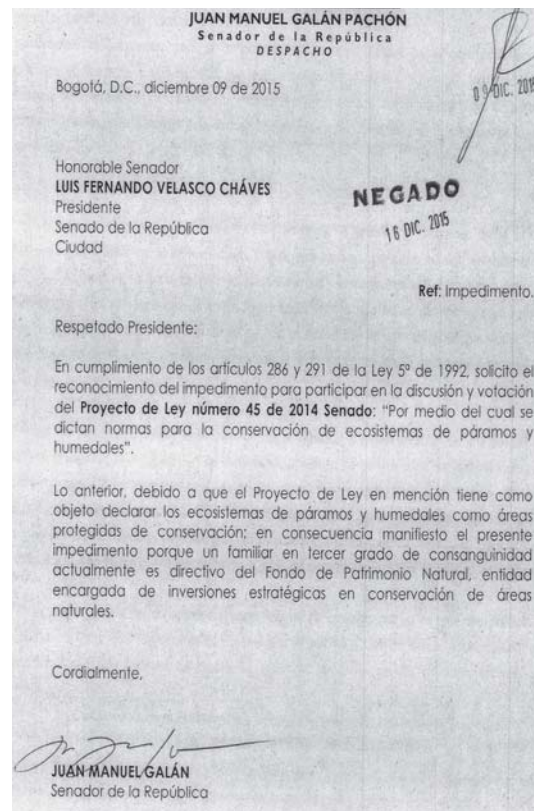 JUAN MANUEL GALÁN PACHÓN
Senador de la República
DESPACHO
Bogotá, D.C., diciembre 09 de 2015
09 DIC. 2015
Honorable Senador
LUIS FERNANDO VELASCO CHÁVES
Presidente
Senado de la República
Ciudad
NEGADO
16 DIC. 2015
Ref: Impedimento.
Respetado Presidente:
En cumplimiento de los artículos 286 y 291 de la Ley 5ª de 1992, solicito el
reconocimiento del impedimento para participar en la discusión y votación
del Proyecto de Ley número 45 de 2014 Senado: "Por medio del cual se
dictan normas para la conservación de ecosistemas de páramos y
humedales".
Lo anterior, debido a que el Proyecto de Ley en mención tiene como
objeto declarar los ecosistemas de páramos y humedales como áreas
protegidas de conservación; en consecuencia manifiesto el presente
impedimento porque un familiar en tercer grado de consanguinidad
actualmente es directivo del Fondo de Patrimonio Natural, entidad
encargada de inversiones estratégicas en conservación de áreas
naturales.
Cordialmente,
JUAN MANUEL GALÁN
Senador de la República